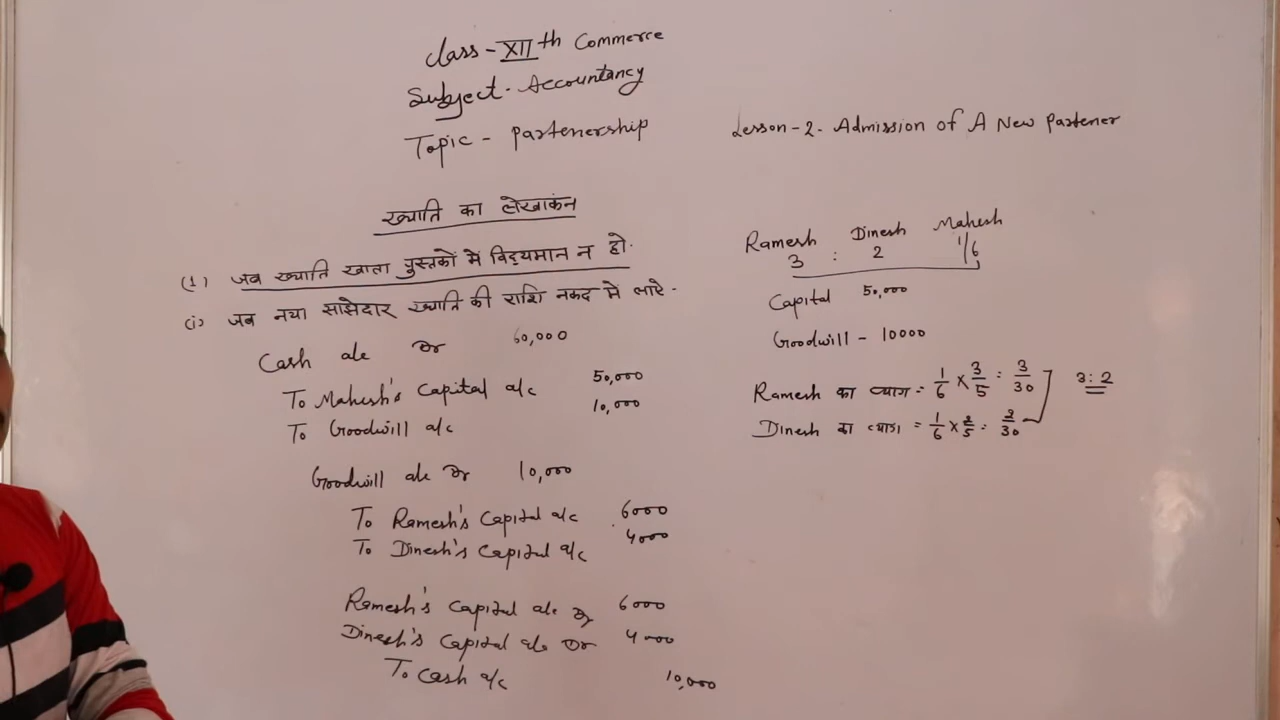 Class - XIIth Commerce
Subject - Accountancy
Topic - Partenership
Lesson - 2 - Admission of A New Partener
ख्याति का लेखाकंन
(1) जब ख्याति खाता पुस्तकों में विद्यमान न हो.
(i) जब नया साझेदार ख्याति की राशि नकद में लाऐ -
Cash a/c Dr 60,000
To Mahesh's Capital a/c 50,000
To Goodwill a/c 10,000
Goodwill a/c Dr 10,000
To Ramesh's Capital a/c 6000
To Dinesh's Capital a/c 4000
Ramesh's Capital a/c Dr 6000
Dinesh's Capital a/c Dr 4000
To Cash a/c 10,000
Ramesh Dinesh Mahesh
3 : 2 1/6
Capital 50,000
Goodwill - 10000
Ramesh का त्याग = 1/6 × 3/5 = 3/30
3:2
Dinesh का त्याग = 1/6 × 2/5 = 2/30